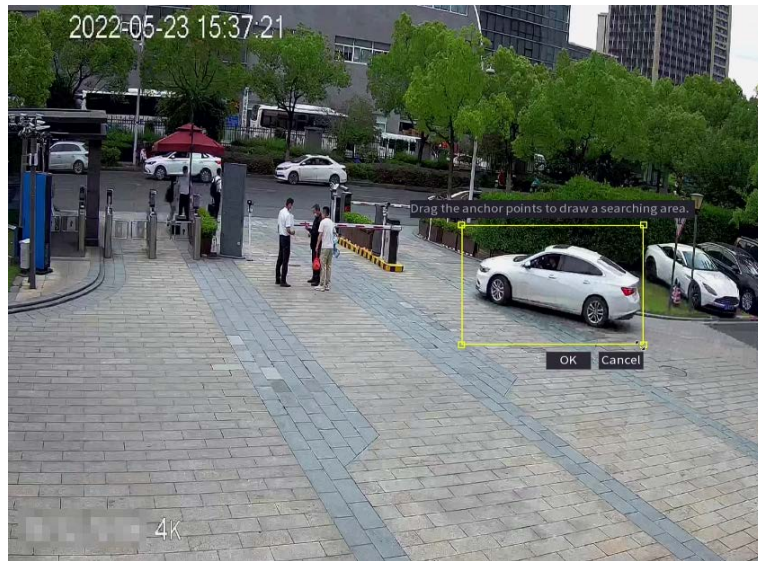 2022-05-23 15:37:21
Drag the anchor points to draw a searching area.
OK Cancel
4K